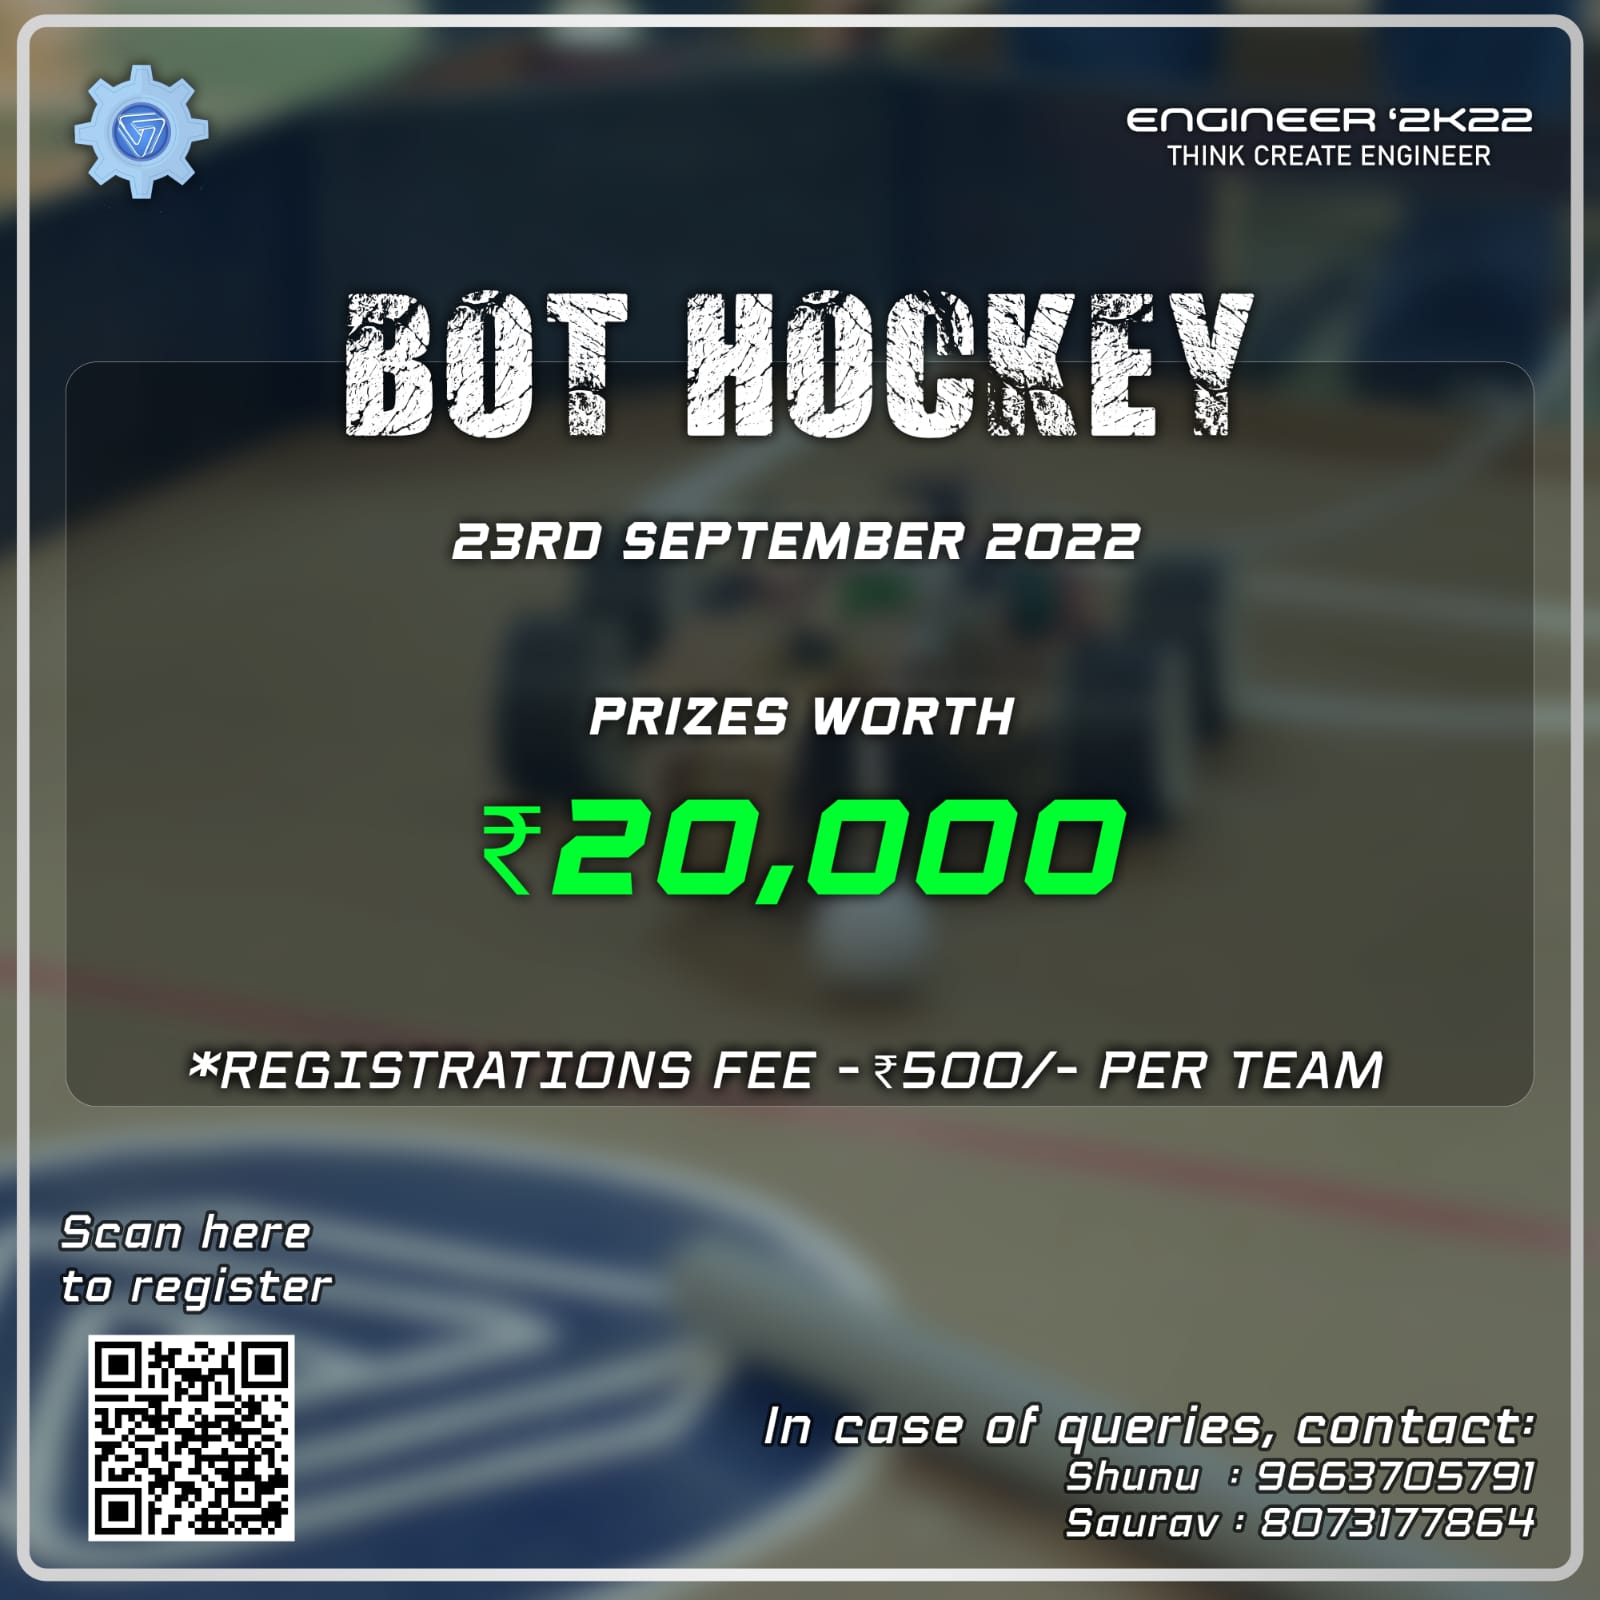 ENGINEER ‘2K22
THINK CREATE ENGINEER
BOT HOCKEY
23RD SEPTEMBER 2022
PRIZES WORTH
₹20,000
*REGISTRATIONS FEE - ₹500/- PER TEAM
Scan here
to register
In case of queries, contact:
Shunu : 9663705791
Saurav : 8073177864